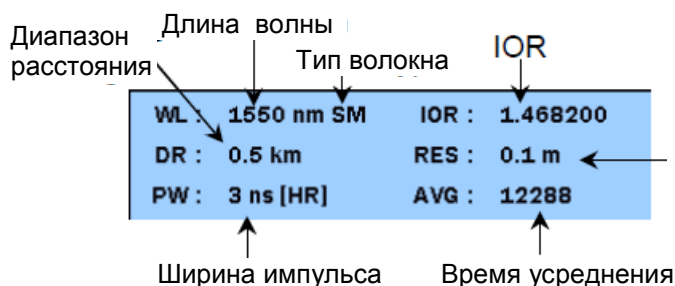 Диапазон расстояния
Длина волны
Тип волокна
IOR
WL : 1550 nm SM IOR : 1.468200
DR : 0.5 km RES : 0.1 m
PW : 3 ns [HR] AVG : 12288
Ширина импульса
Время усреднения